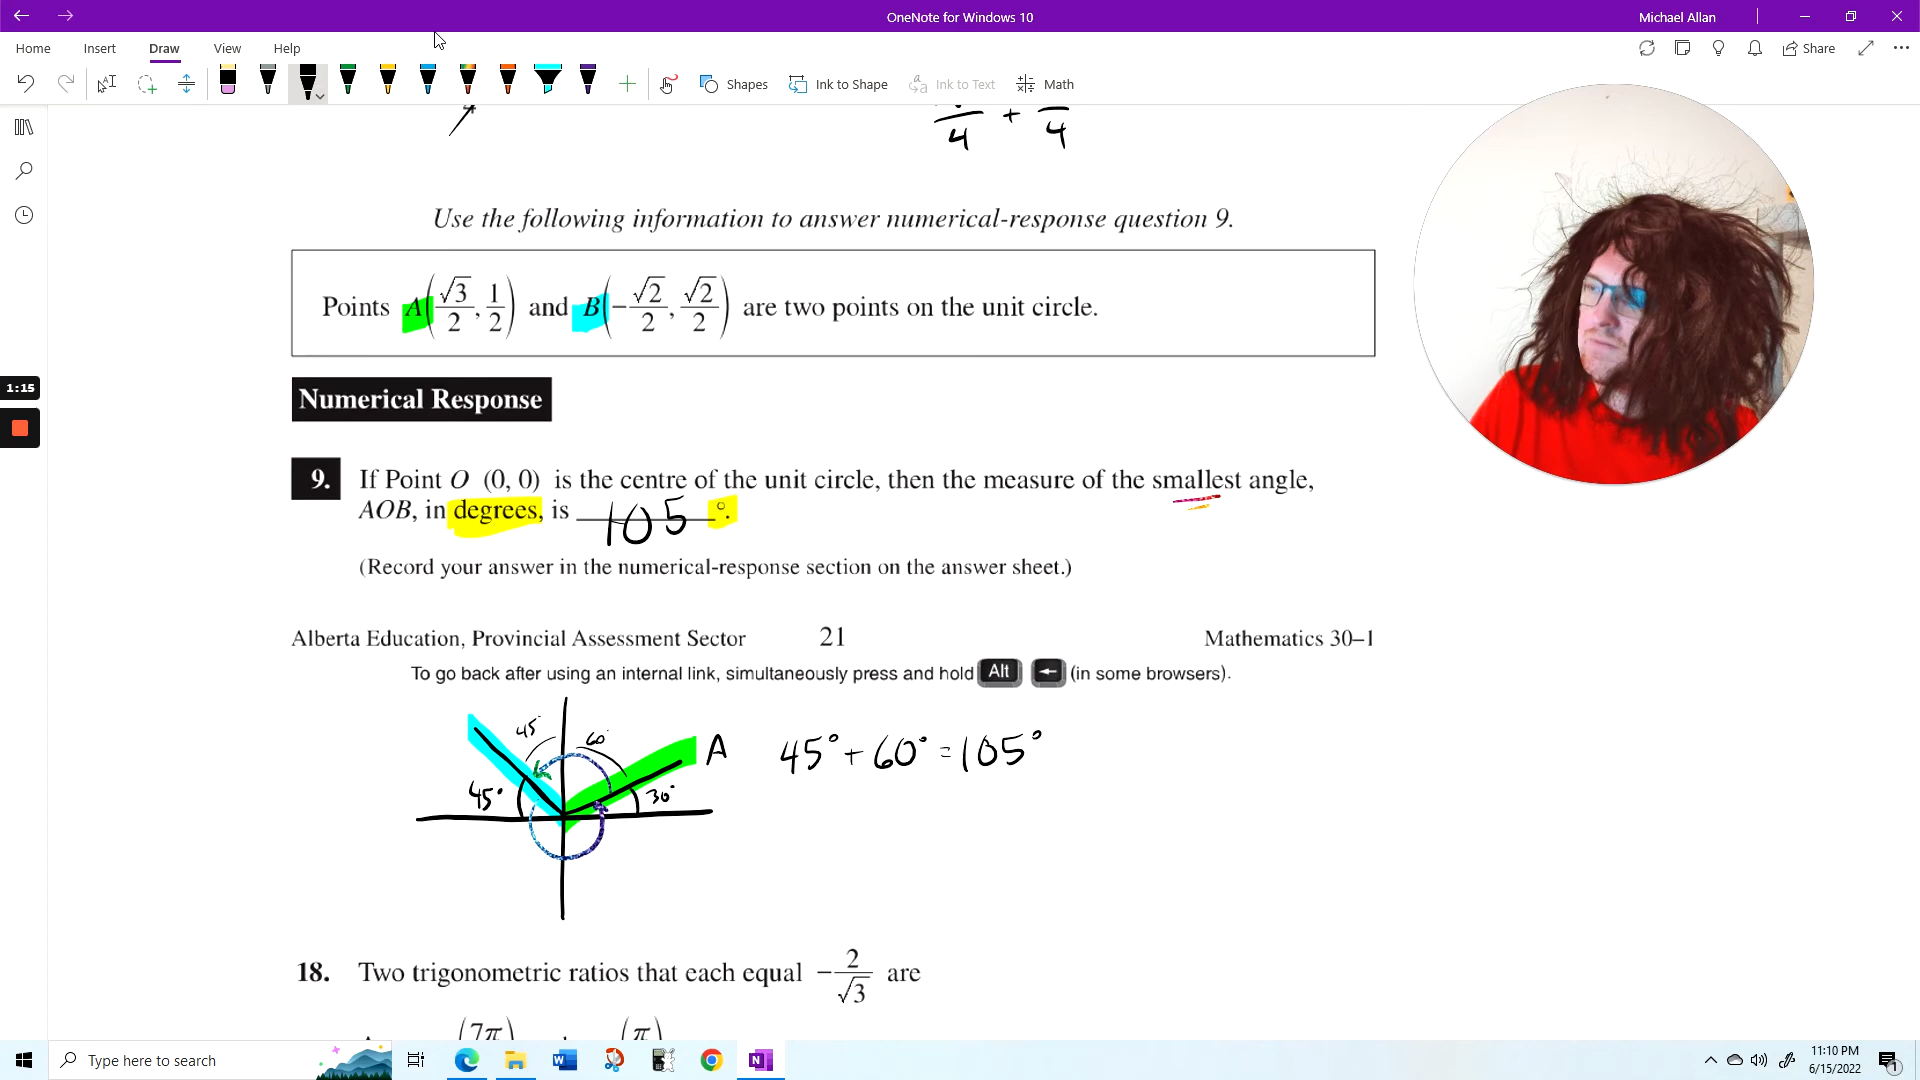 OneNote for Windows 10
Michael Allan
Home Insert Draw View Help
Share
Shapes Ink to Shape Ink to Text Math
4 + 4
Use the following information to answer numerical-response question 9.
Points A(√3/2, 1/2) and B(-√2/2, √2/2) are two points on the unit circle.
1:15
Numerical Response
9. If Point O (0, 0) is the centre of the unit circle, then the measure of the smallest angle,
AOB, in degrees, is 105 °.
(Record your answer in the numerical-response section on the answer sheet.)
Alberta Education, Provincial Assessment Sector 21 Mathematics 30–1
To go back after using an internal link, simultaneously press and hold Alt ← (in some browsers).
45° 60° A 45° + 60° = 105°
45° 30°
18. Two trigonometric ratios that each equal -2/√3 are
(7π) (π)
Type here to search
11:10 PM
6/15/2022
1